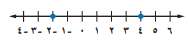 ٤- ٣- ٢- ١- ٠ ١ ٢ ٣ ٤ ٥ ٦